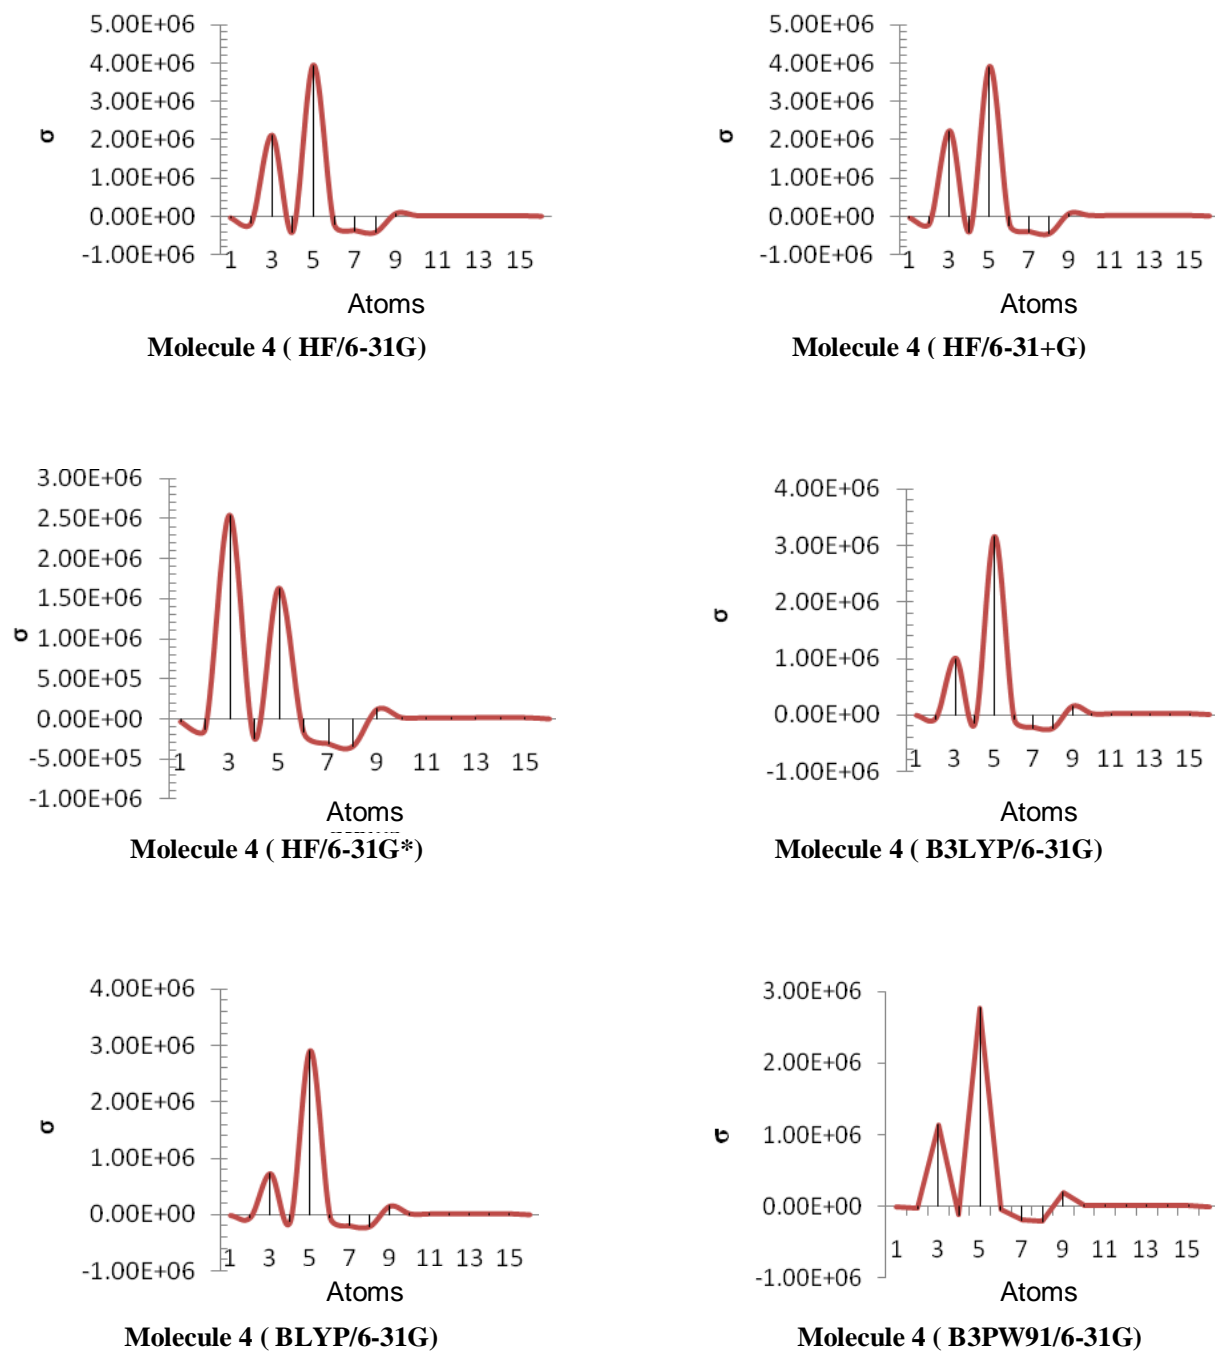 5.00E+06
4.00E+06
3.00E+06
2.00E+06
1.00E+06
0.00E+00
-1.00E+06
σ
1 3 5 7 9 11 13 15
Atoms
Molecule 4 ( HF/6-31G)
5.00E+06
4.00E+06
3.00E+06
2.00E+06
1.00E+06
0.00E+00
-1.00E+06
σ
1 3 5 7 9 11 13 15
Atoms
Molecule 4 ( HF/6-31+G)
3.00E+06
2.50E+06
2.00E+06
1.50E+06
1.00E+06
5.00E+05
0.00E+00
-5.00E+05
-1.00E+06
σ
1 3 5 7 9 11 13 15
Atoms
Molecule 4 ( HF/6-31G*)
4.00E+06
3.00E+06
2.00E+06
1.00E+06
0.00E+00
-1.00E+06
σ
1 3 5 7 9 11 13 15
Atoms
Molecule 4 ( B3LYP/6-31G)
4.00E+06
3.00E+06
2.00E+06
1.00E+06
0.00E+00
-1.00E+06
σ
1 3 5 7 9 11 13 15
Atoms
Molecule 4 ( BLYP/6-31G)
3.00E+06
2.00E+06
1.00E+06
0.00E+00
-1.00E+06
σ
1 3 5 7 9 11 13 15
Atoms
Molecule 4 ( B3PW91/6-31G)